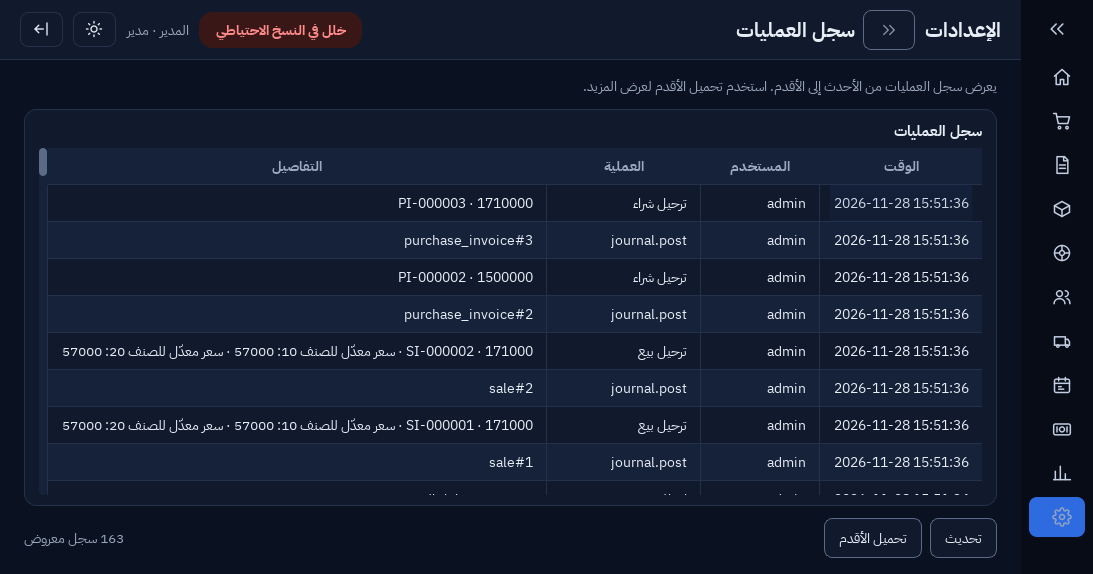 الإعدادات
سجل العمليات
خلل في النسخ الاحتياطي
المدير · مدير
يعرض سجل العمليات من الأحدث إلى الأقدم. استخدم تحميل الأقدم لعرض المزيد.
سجل العمليات
الوقت المستخدم العملية التفاصيل
2026-11-28 15:51:36 admin ترحيل شراء PI-000003 · 1710000
2026-11-28 15:51:36 admin journal.post purchase_invoice#3
2026-11-28 15:51:36 admin ترحيل شراء PI-000002 · 1500000
2026-11-28 15:51:36 admin journal.post purchase_invoice#2
2026-11-28 15:51:36 admin ترحيل بيع SI-000002 · 171000 · سعر معدّل للصنف 10: 57000 · سعر معدّل للصنف 20: 57000
2026-11-28 15:51:36 admin journal.post sale#2
2026-11-28 15:51:36 admin ترحيل بيع SI-000001 · 171000 · سعر معدّل للصنف 10: 57000 · سعر معدّل للصنف 20: 57000
2026-11-28 15:51:36 admin journal.post sale#1
تحديث
تحميل الأقدم
163 سجل معروض